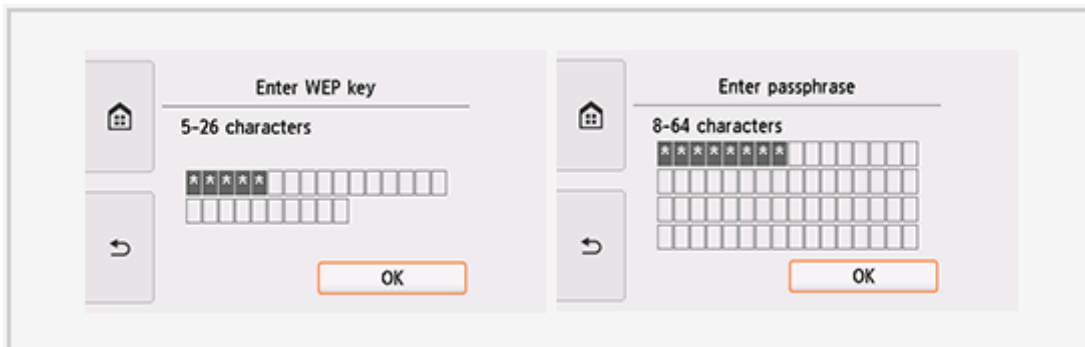 Enter WEP key
5-26 characters
*****
OK
Enter passphrase
8-64 characters
********
OK